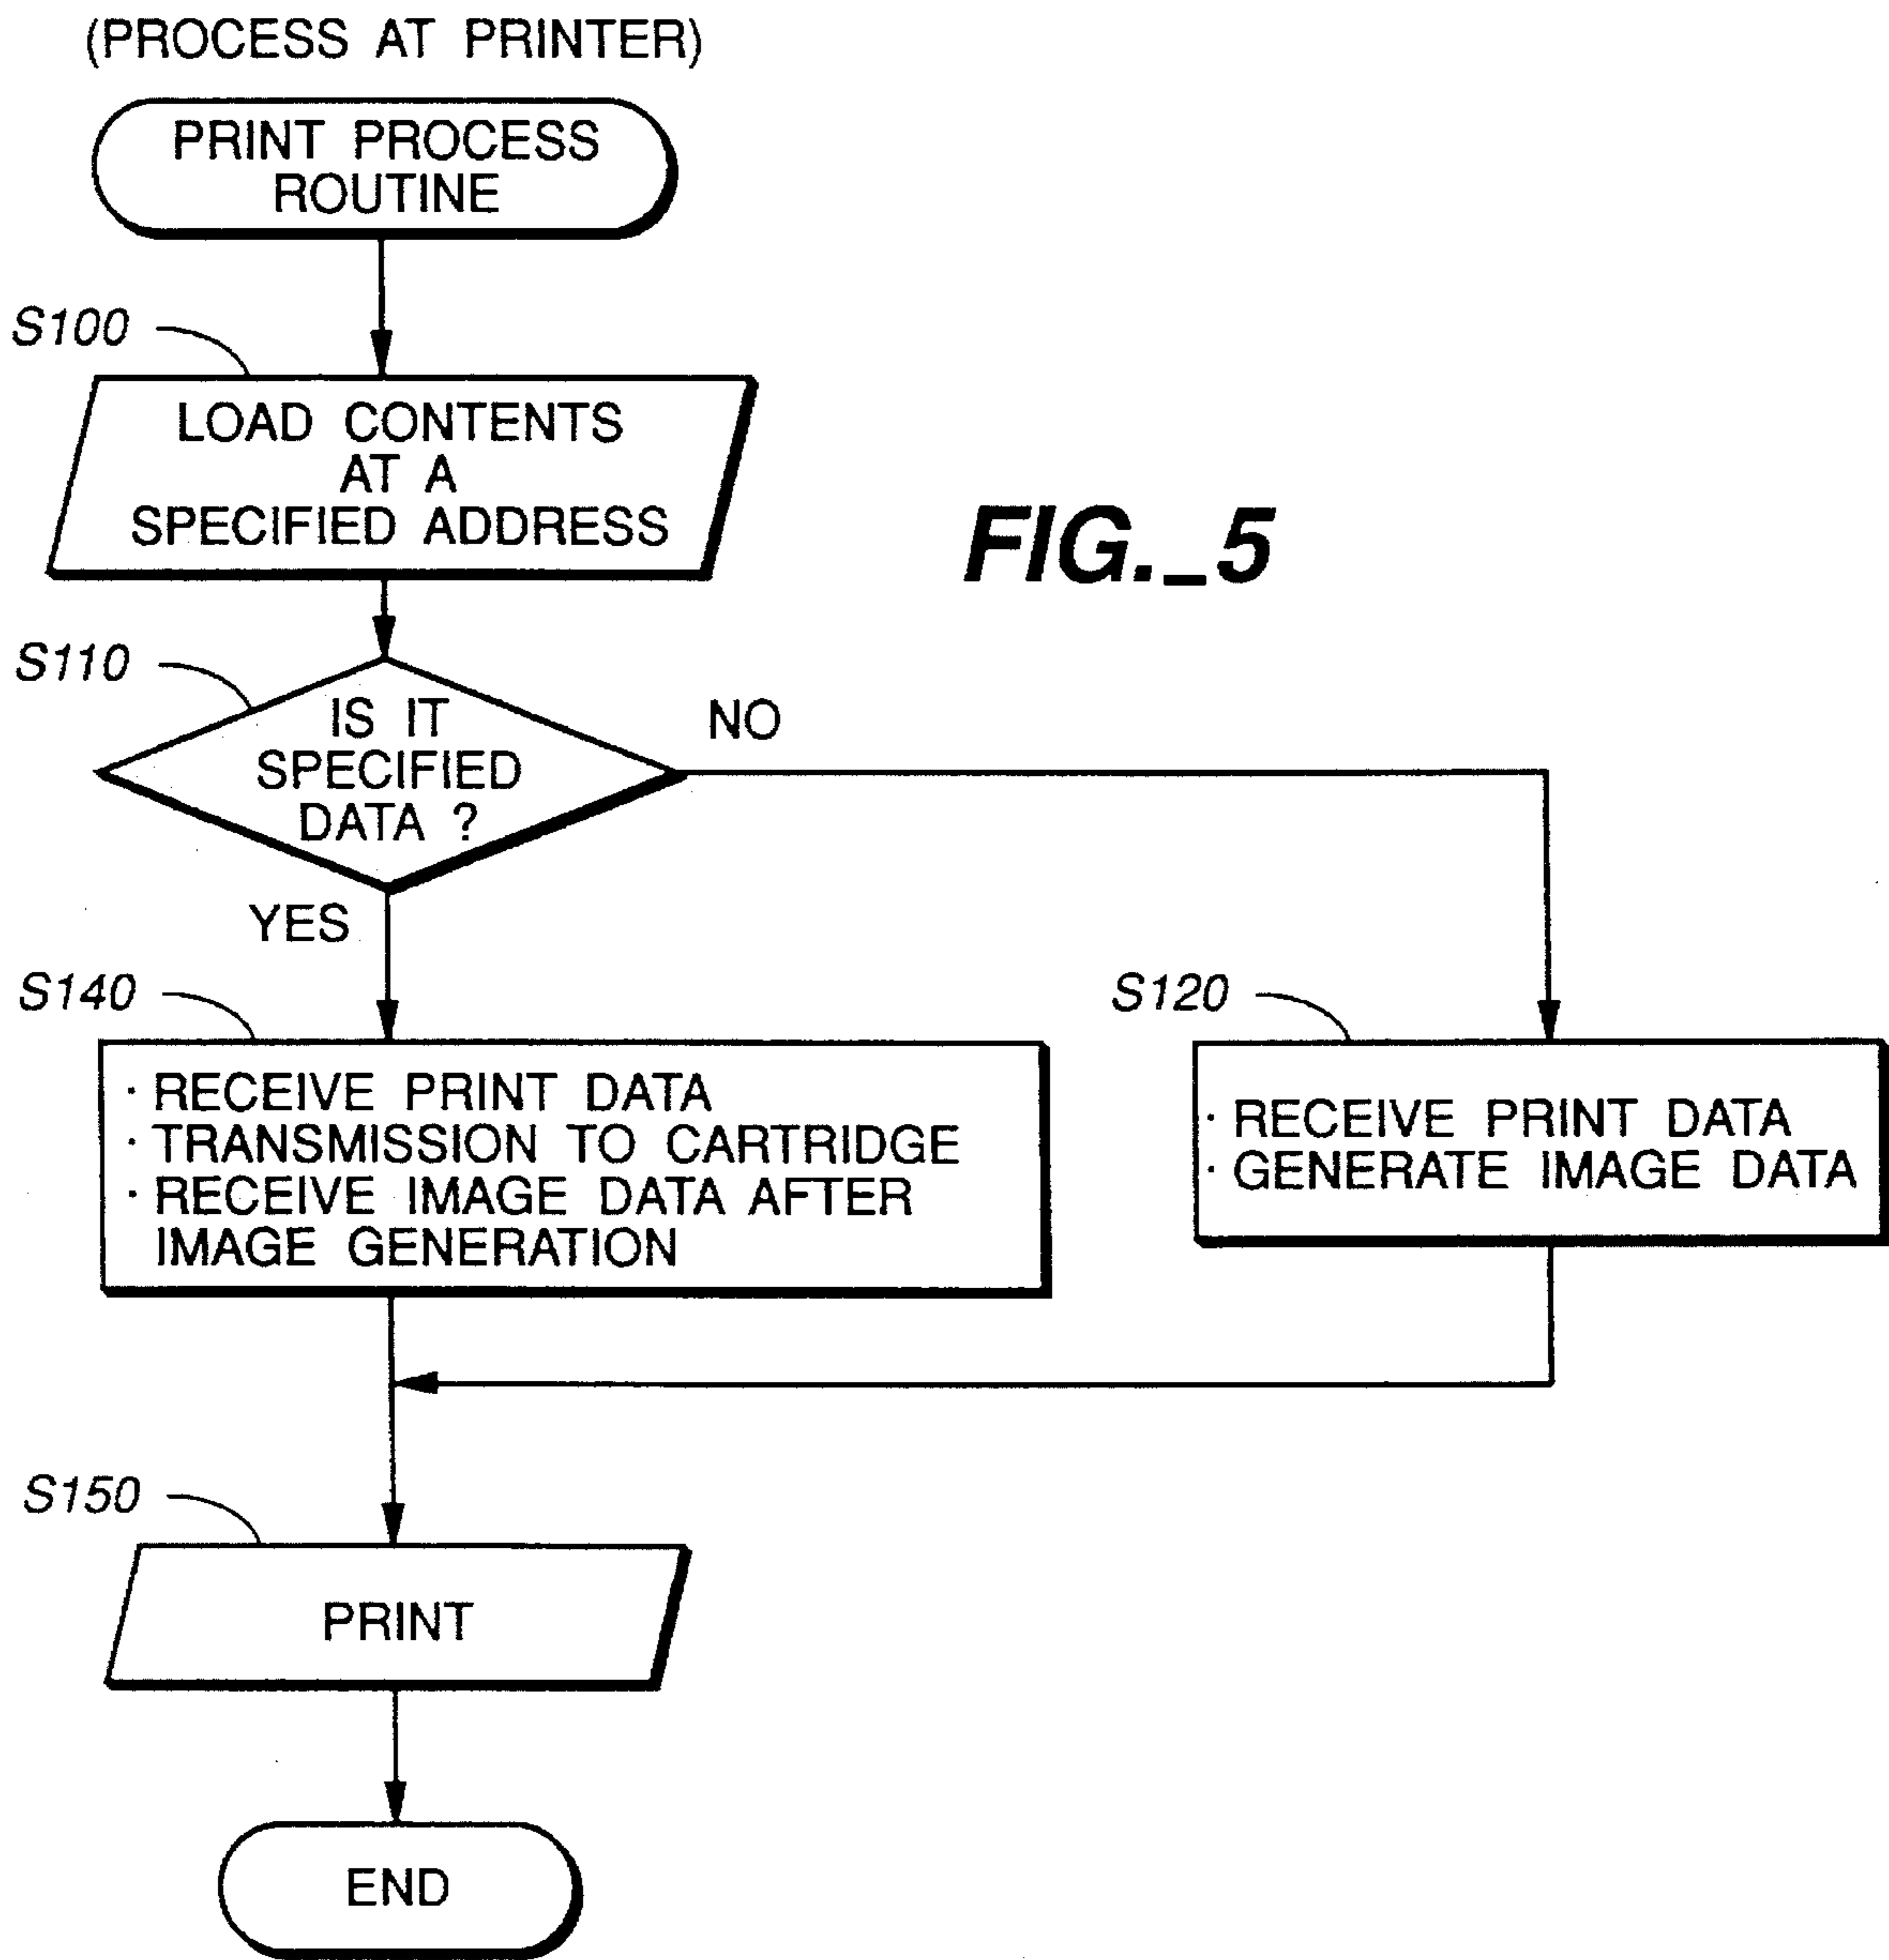 (PROCESS AT PRINTER)
PRINT PROCESS
ROUTINE
S100
LOAD CONTENTS
AT A
SPECIFIED ADDRESS
FIG._5
S110
IS IT
SPECIFIED
DATA ?
NO
YES
S140
· RECEIVE PRINT DATA
· TRANSMISSION TO CARTRIDGE
· RECEIVE IMAGE DATA AFTER
IMAGE GENERATION
S120
· RECEIVE PRINT DATA
· GENERATE IMAGE DATA
S150
PRINT
END